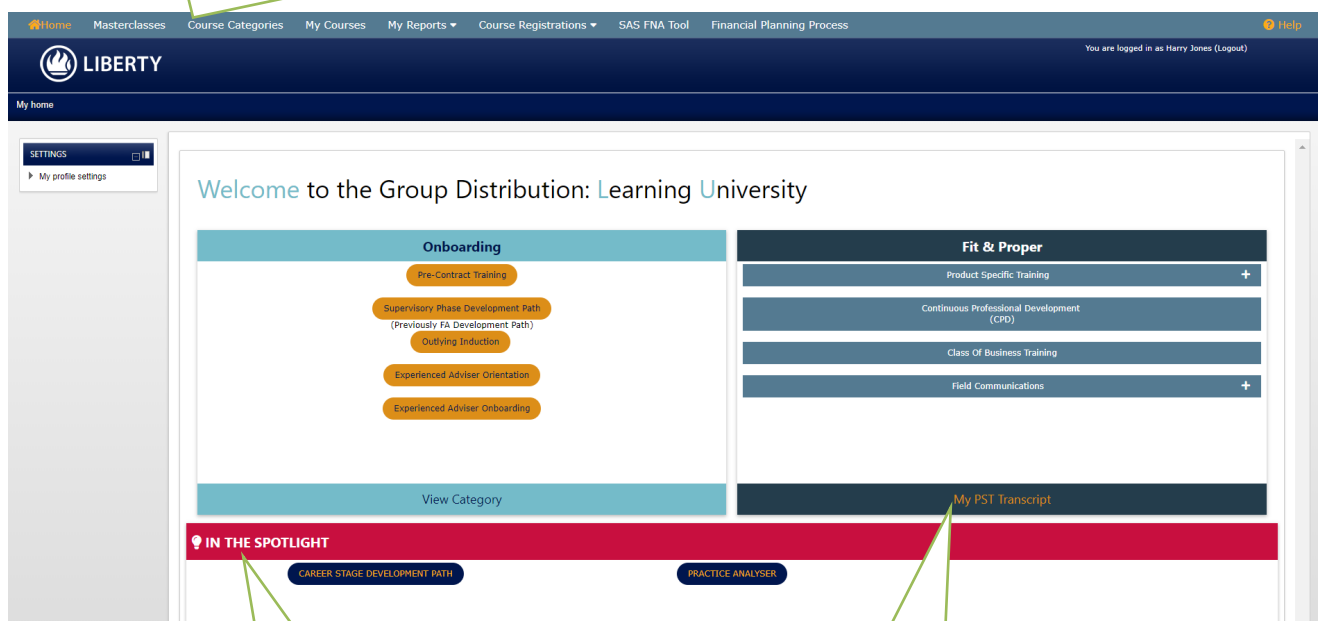 Home Masterclasses Course Categories My Courses My Reports Course Registrations SAS FNA Tool Financial Planning Process Help
LIBERTY
You are logged in as Harry Jones (Logout)
My home
SETTINGS
My profile settings
Welcome to the Group Distribution: Learning University
Onboarding
Pre-Contract Training
Supervisory Phase Development Path
(Previously FA Development Path)
Outlying Induction
Experienced Adviser Orientation
Experienced Adviser Onboarding
View Category
Fit & Proper
Product Specific Training +
Continuous Professional Development
(CPD)
Class Of Business Training
Field Communications +
My PST Transcript
IN THE SPOTLIGHT
CAREER STAGE DEVELOPMENT PATH
PRACTICE ANALYSER